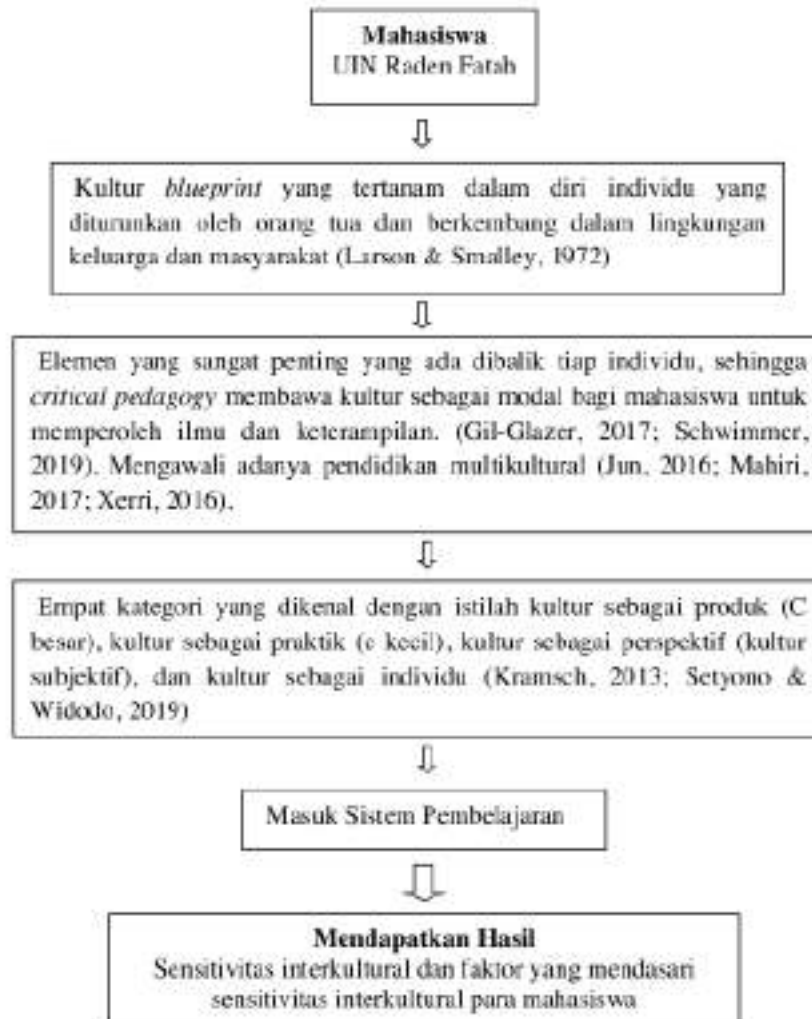 Mahasiswa
UIN Raden Fatah
Kultur blueprint yang tertanam dalam diri individu yang
diturunkan oleh orang tua dan berkembang dalam lingkungan
keluarga dan masyarakat (Larson & Smalley, 1972)
Elemen yang sangat penting yang ada dibalik tiap individu, sehingga
critical pedagogy membawa kultur sebagai modal bagi mahasiswa untuk
memperoleh ilmu dan keterampilan. (Gil-Glazer, 2017; Schwimmer,
2019). Mengawali adanya pendidikan multikultural (Jun, 2016; Mahiri,
2017; Xerri, 2016).
Empat kategori yang dikenal dengan istilah kultur sebagai produk (C
besar), kultur sebagai praktik (c kecil), kultur sebagai perspektif (kultur
subjektif), dan kultur sebagai individu (Kramsch, 2013; Setyono &
Widodo, 2019)
Masuk Sistem Pembelajaran
Mendapatkan Hasil
Sensitivitas interkultural dan faktor yang mendasari
sensitivitas interkultural para mahasiswa